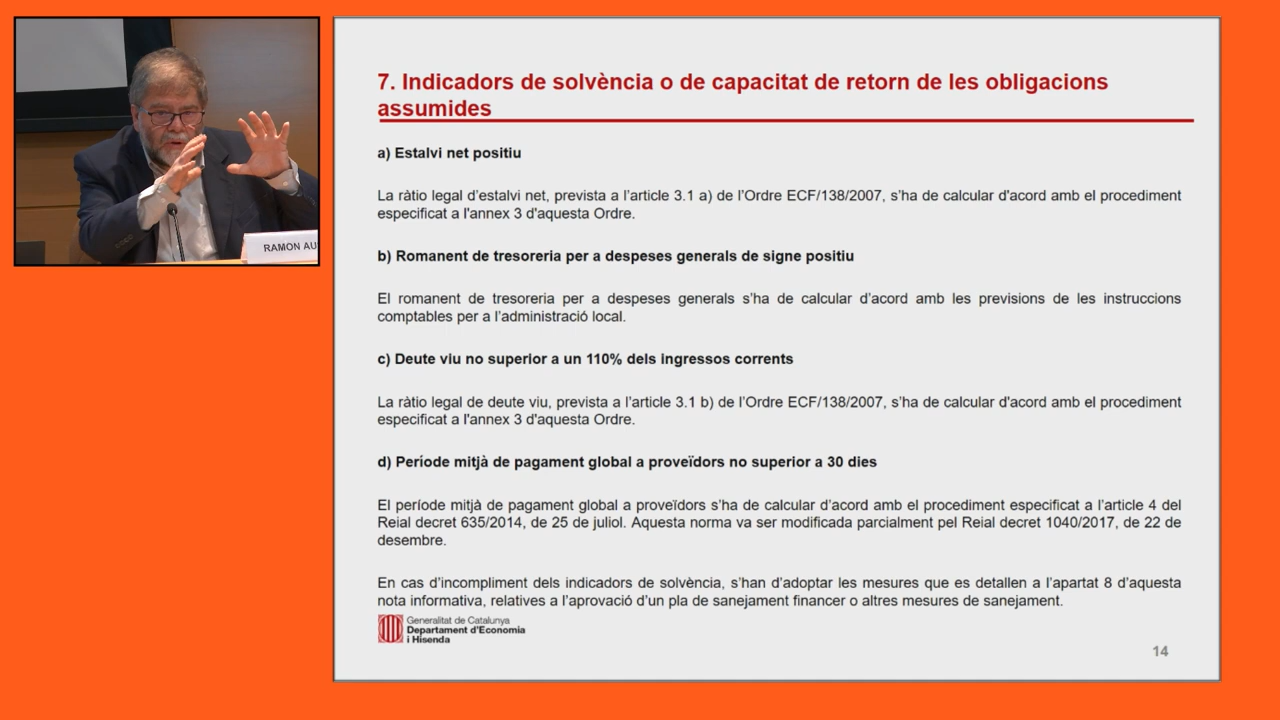 RAMON AU
7. Indicadors de solvència o de capacitat de retorn de les obligacions
assumides
a) Estalvi net positiu
La ràtio legal d’estalvi net, prevista a l’article 3.1 a) de l’Ordre ECF/138/2007, s’ha de calcular d'acord amb el procediment
especificat a l'annex 3 d'aquesta Ordre.
b) Romanent de tresoreria per a despeses generals de signe positiu
El romanent de tresoreria per a despeses generals s’ha de calcular d’acord amb les previsions de les instruccions
comptables per a l’administració local.
c) Deute viu no superior a un 110% dels ingressos corrents
La ràtio legal de deute viu, prevista a l’article 3.1 b) de l’Ordre ECF/138/2007, s’ha de calcular d'acord amb el procediment
especificat a l'annex 3 d'aquesta Ordre.
d) Període mitjà de pagament global a proveïdors no superior a 30 dies
El període mitjà de pagament global a proveïdors s’ha de calcular d’acord amb el procediment especificat a l’article 4 del
Reial decret 635/2014, de 25 de juliol. Aquesta norma va ser modificada parcialment pel Reial decret 1040/2017, de 22 de
desembre.
En cas d’incompliment dels indicadors de solvència, s’han d’adoptar les mesures que es detallen a l’apartat 8 d’aquesta
nota informativa, relatives a l’aprovació d’un pla de sanejament financer o altres mesures de sanejament.
Generalitat de Catalunya
Departament d'Economia
i Hisenda
14